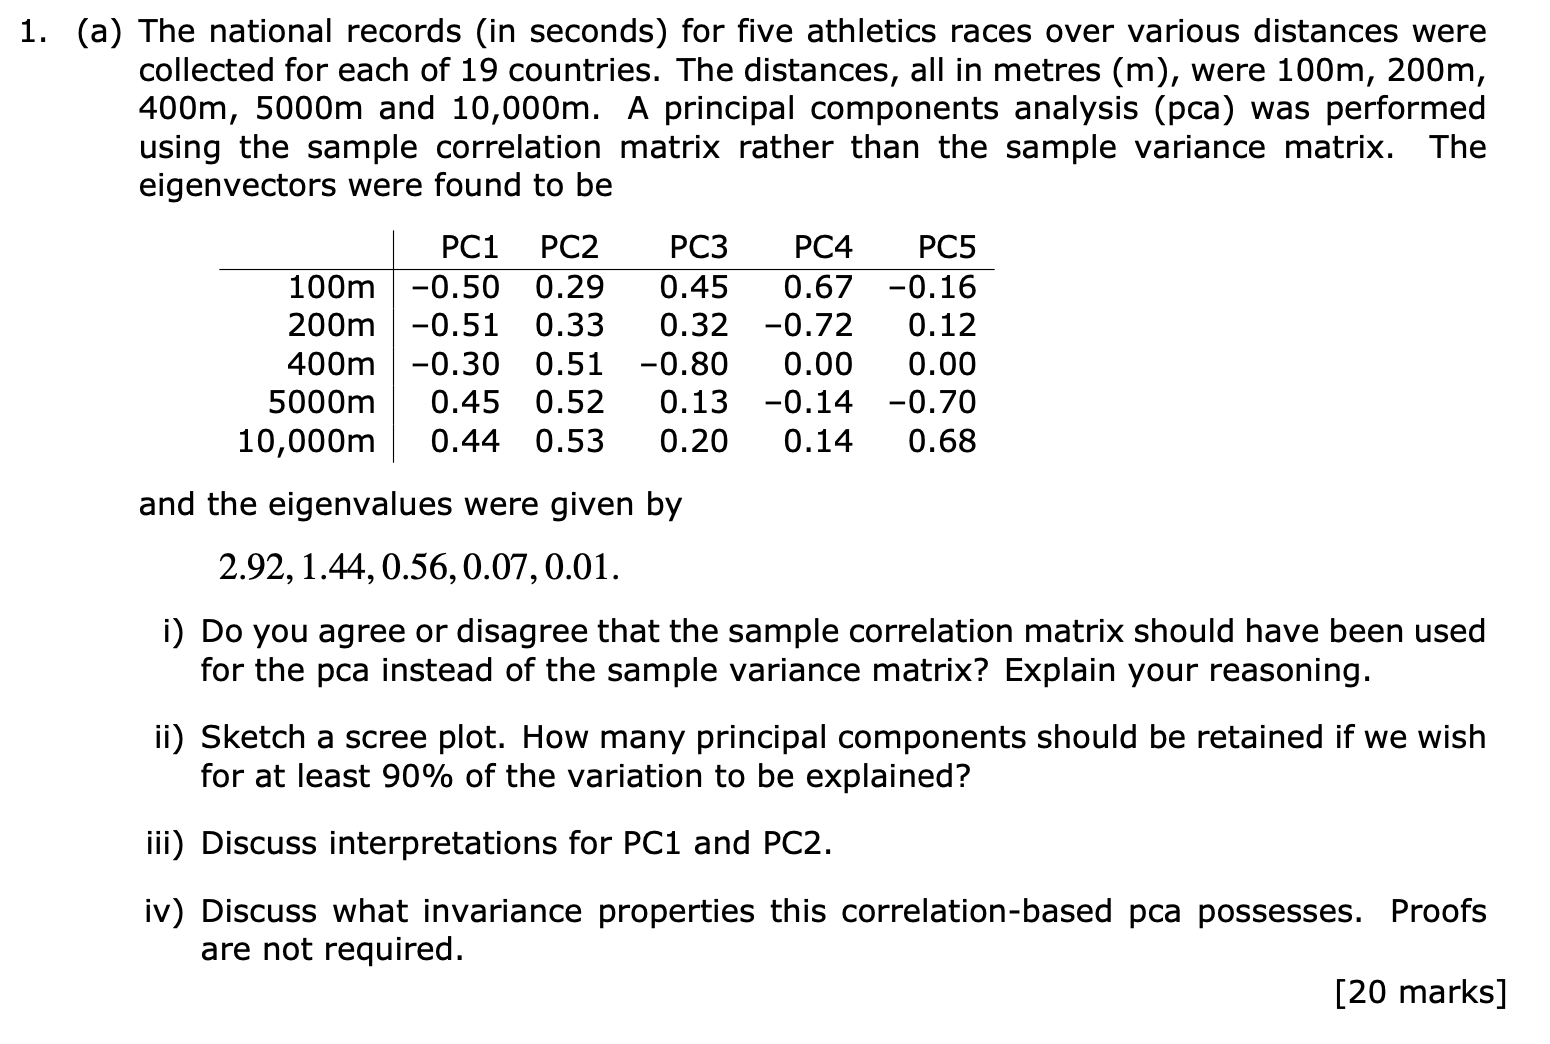 1. (a) The national records (in seconds) for five athletics races over various distances were
collected for each of 19 countries. The distances, all in metres (m), were 100m, 200m,
400m, 5000m and 10,000m. A principal components analysis (pca) was performed
using the sample correlation matrix rather than the sample variance matrix. The
eigenvectors were found to be
PC1 PC2 PC3 PC4 PC5
100m −0.50 0.29 0.45 0.67 −0.16
200m −0.51 0.33 0.32 −0.72 0.12
400m −0.30 0.51 −0.80 0.00 0.00
5000m 0.45 0.52 0.13 −0.14 −0.70
10,000m 0.44 0.53 0.20 0.14 0.68
and the eigenvalues were given by
2.92, 1.44, 0.56, 0.07, 0.01.
i) Do you agree or disagree that the sample correlation matrix should have been used
for the pca instead of the sample variance matrix? Explain your reasoning.
ii) Sketch a scree plot. How many principal components should be retained if we wish
for at least 90% of the variation to be explained?
iii) Discuss interpretations for PC1 and PC2.
iv) Discuss what invariance properties this correlation-based pca possesses. Proofs
are not required.
[20 marks]